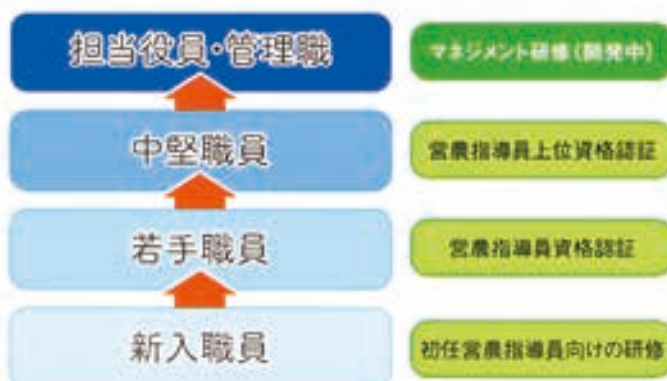 担当役員・管理職
マネジメント研修(開発中)
中堅職員
営農指導員上位資格認証
若手職員
営農指導員資格認証
新入職員
初任営農指導員向けの研修